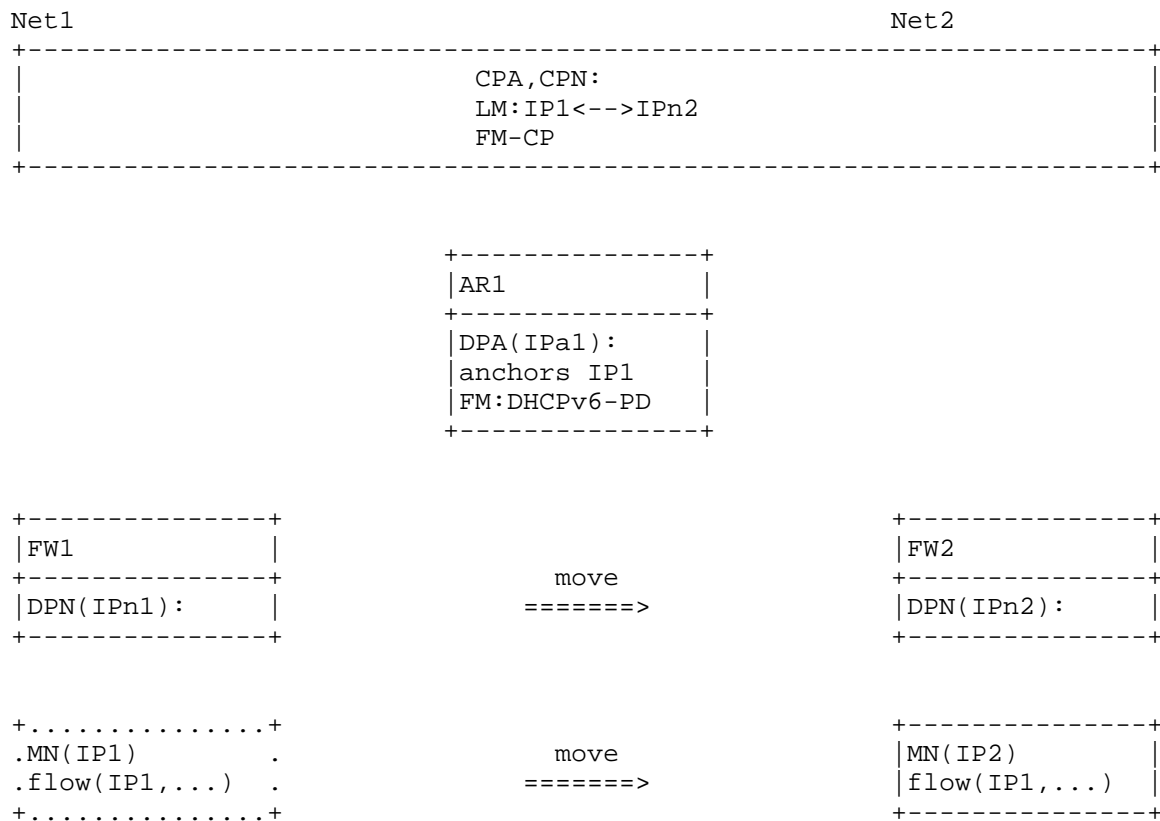 Net1 Net2
CPA,CPN:
LM:IP1<-->IPn2
FM-CP
AR1
DPA(IPa1):
anchors IP1
FM:DHCPv6-PD
FW1 FW2
move
DPN(IPn1): =======> DPN(IPn2):
.MN(IP1) . move MN(IP2)
.flow(IP1,...) . =======> flow(IP1,...)